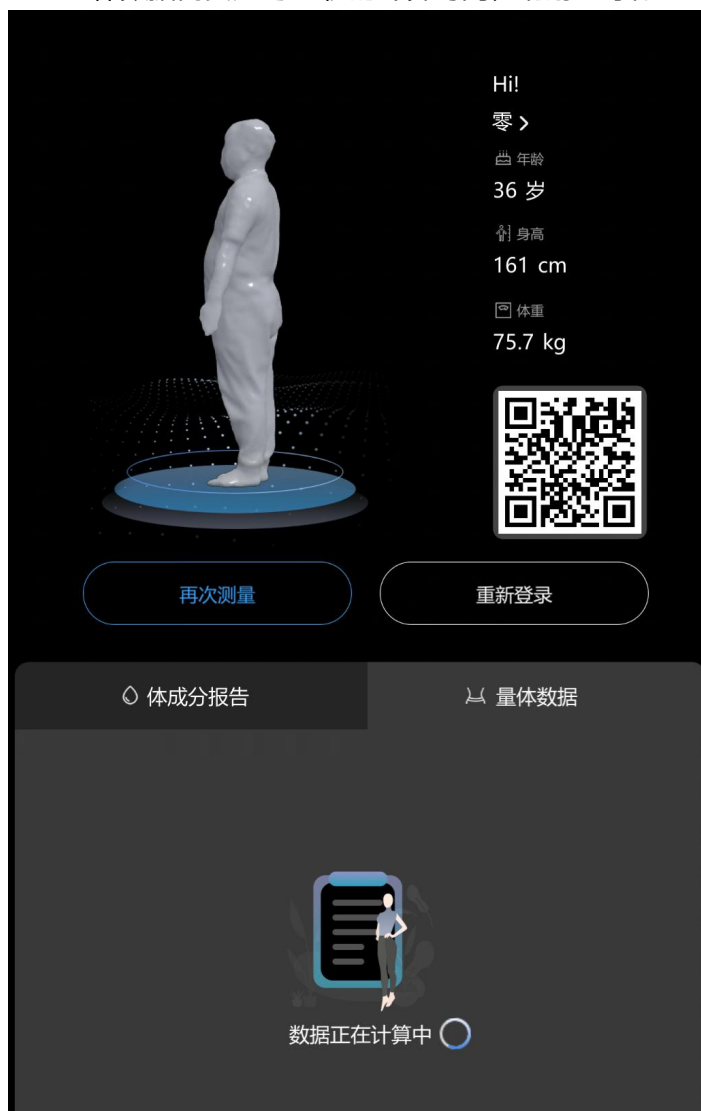 Hi!
零 >
年龄
36 岁
身高
161 cm
体重
75.7 kg
再次测量
重新登录
体成分报告
量体数据
数据正在计算中